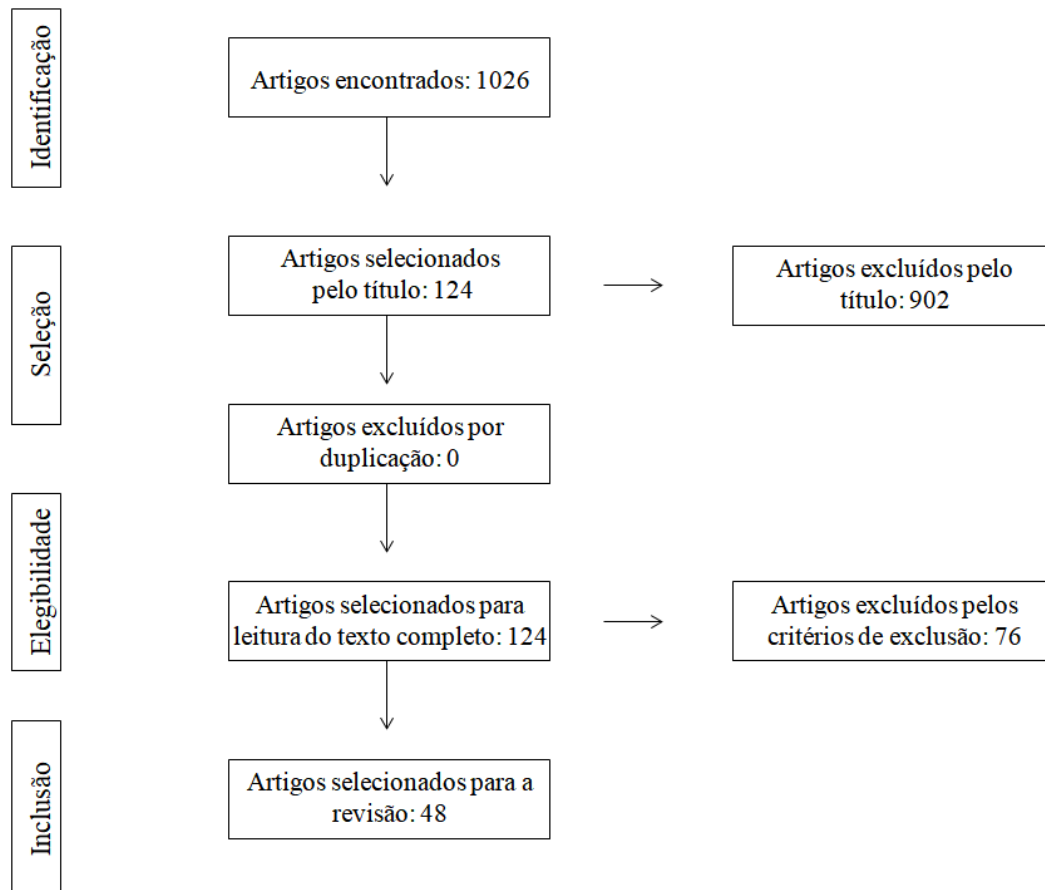 Identificação
Artigos encontrados: 1026
Seleção
Artigos selecionados
pelo título: 124
Artigos excluídos pelo
título: 902
Artigos excluídos por
duplicação: 0
Elegibilidade
Artigos selecionados para
leitura do texto completo: 124
Artigos excluídos pelos
critérios de exclusão: 76
Inclusão
Artigos selecionados para a
revisão: 48